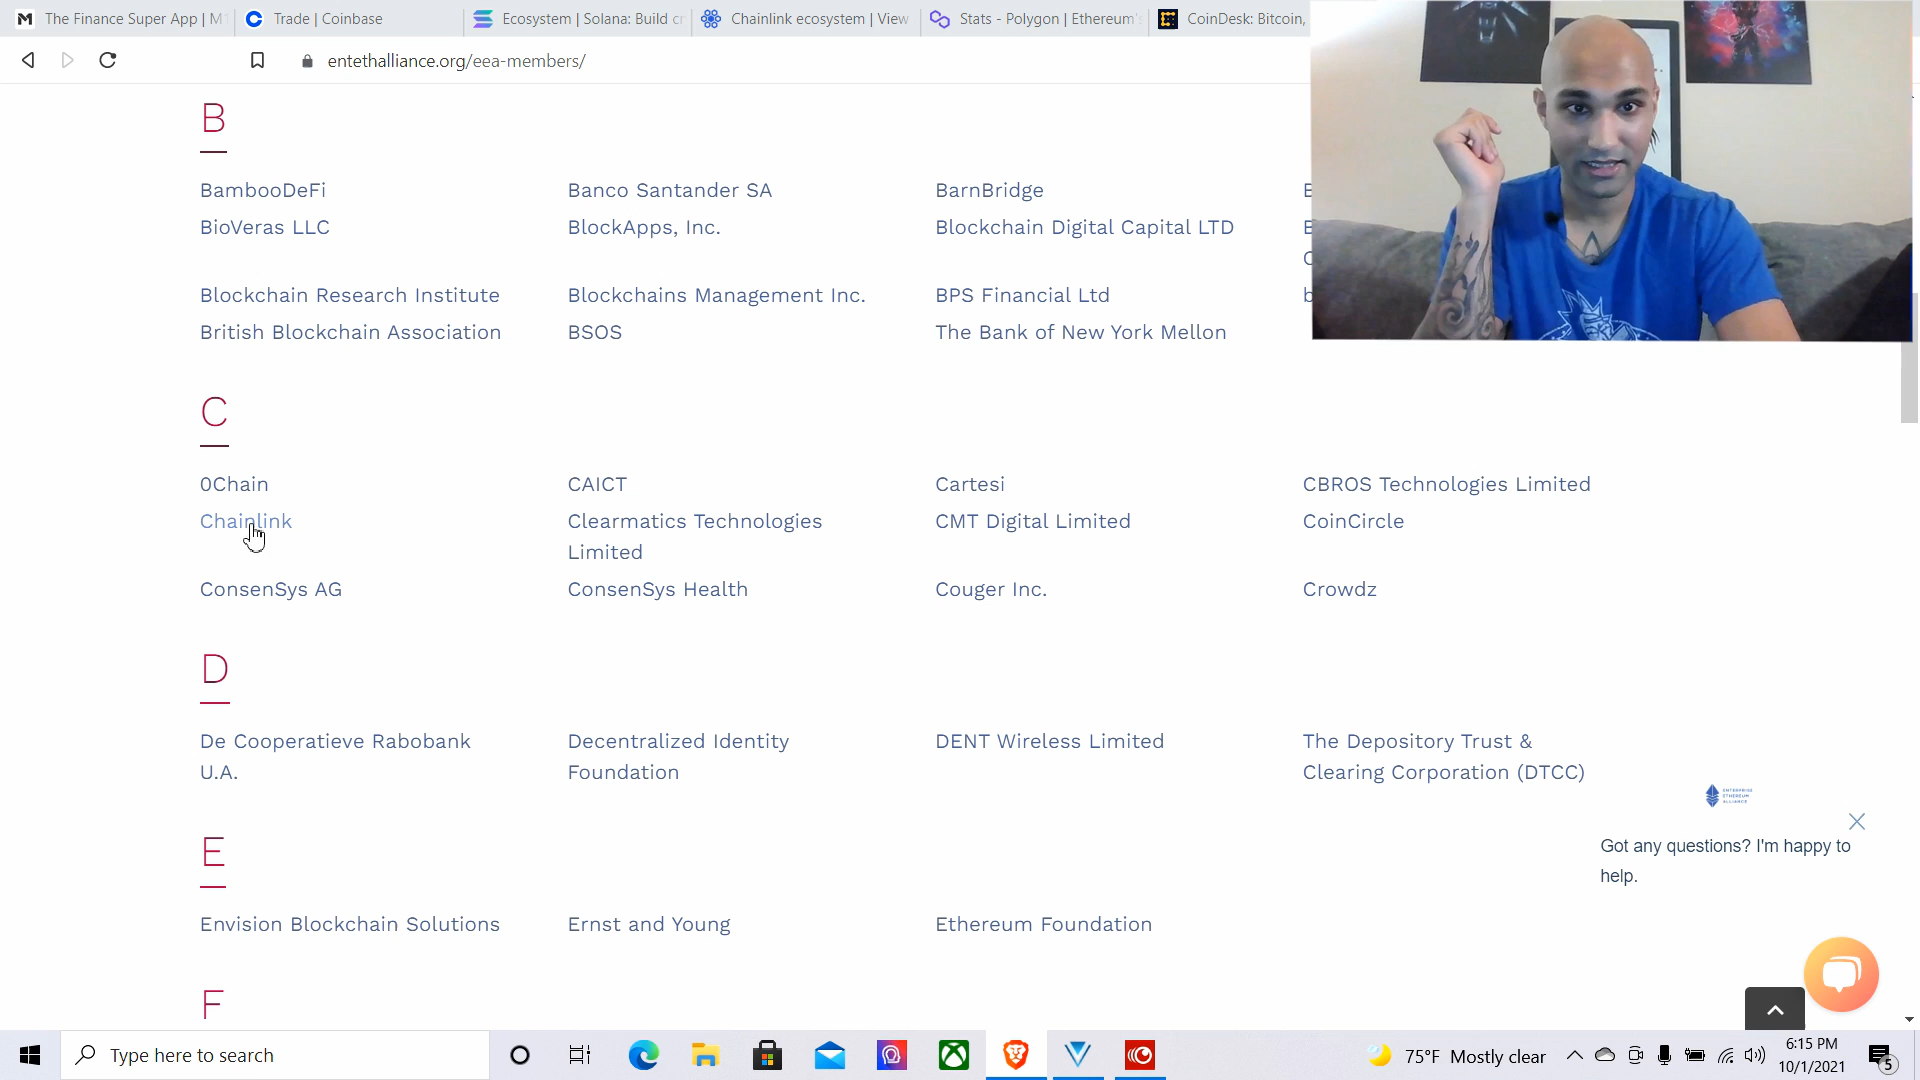 The Finance Super App | M
Trade | Coinbase
Ecosystem | Solana: Build cr
Chainlink ecosystem | View
Stats - Polygon | Ethereum's
CoinDesk: Bitcoin,
entethalliance.org/eea-members/
B
BambooDeFi
Banco Santander SA
BarnBridge
BioVeras LLC
BlockApps, Inc.
Blockchain Digital Capital LTD
Blockchain Research Institute
Blockchains Management Inc.
BPS Financial Ltd
British Blockchain Association
BSOS
The Bank of New York Mellon
C
0Chain
CAICT
Cartesi
CBROS Technologies Limited
Chainlink
Clearmatics Technologies
Limited
CMT Digital Limited
CoinCircle
ConsenSys AG
ConsenSys Health
Couger Inc.
Crowdz
D
De Cooperatieve Rabobank
U.A.
Decentralized Identity
Foundation
DENT Wireless Limited
The Depository Trust &
Clearing Corporation (DTCC)
ENTERPRISE
ETHEREUM
ALLIANCE
Got any questions? I'm happy to
help.
E
Envision Blockchain Solutions
Ernst and Young
Ethereum Foundation
F
Type here to search
75°F Mostly clear
6:15 PM
10/1/2021
5